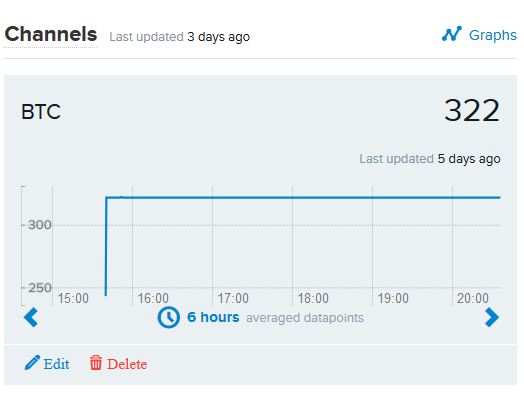 Channels Last updated 3 days ago Graphs
BTC 322
Last updated 5 days ago
300
250
15:00 16:00 17:00 18:00 19:00 20:00
6 hours averaged datapoints
Edit Delete